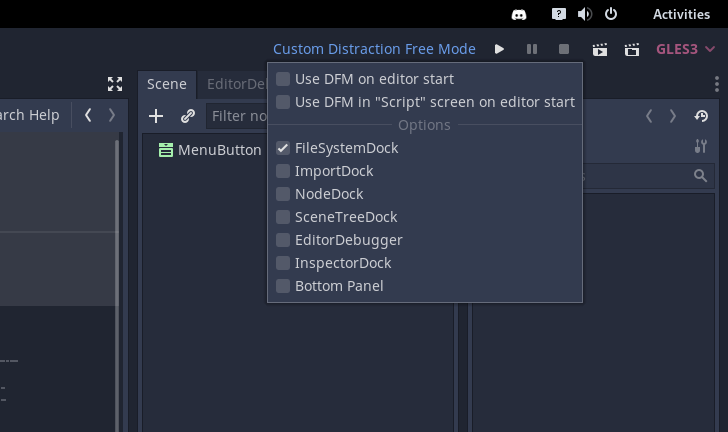 Activities
Custom Distraction Free Mode
GLES3
Scene
EditorDe
arch Help
Filter no
MenuButton
Use DFM on editor start
Use DFM in "Script" screen on editor start
Options
FileSystemDock
ImportDock
NodeDock
SceneTreeDock
EditorDebugger
InspectorDock
Bottom Panel